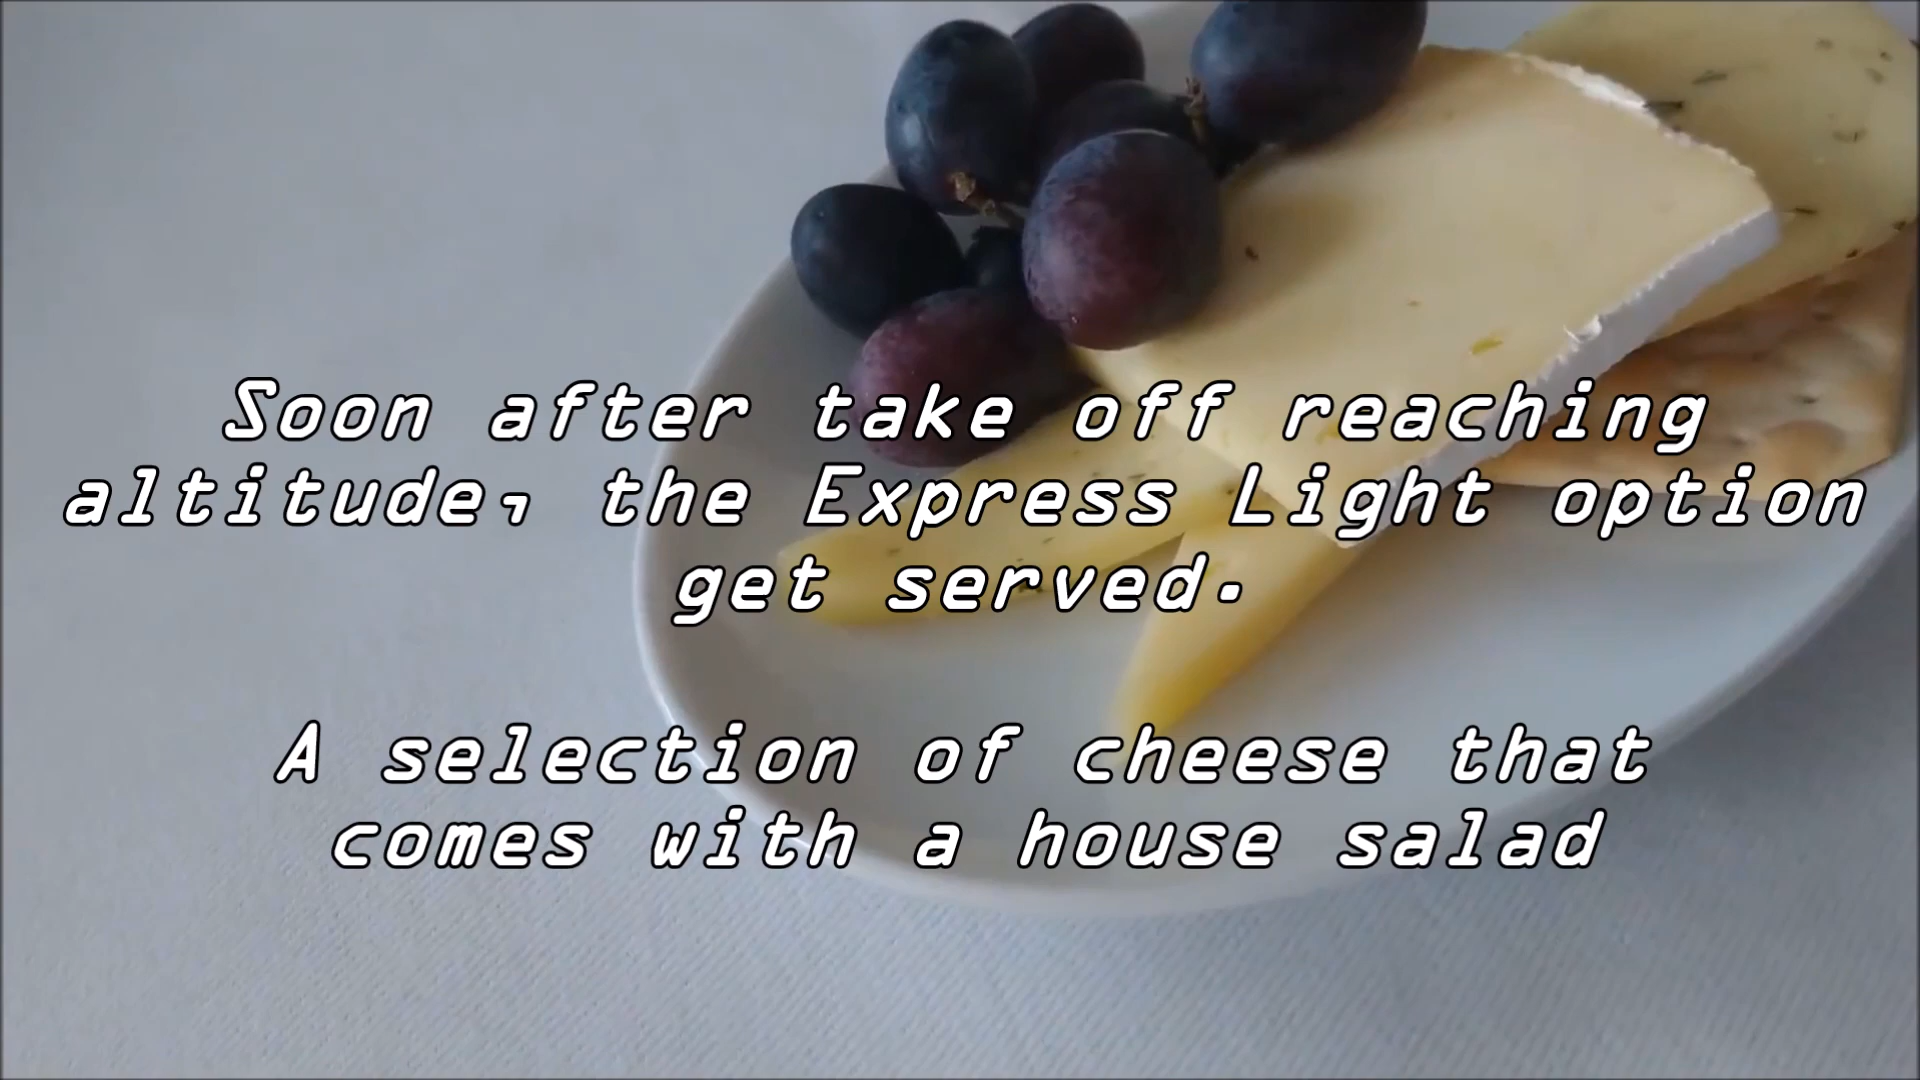 Soon after take off reaching
altitude, the Express Light option
get served.
A selection of cheese that
comes with a house salad